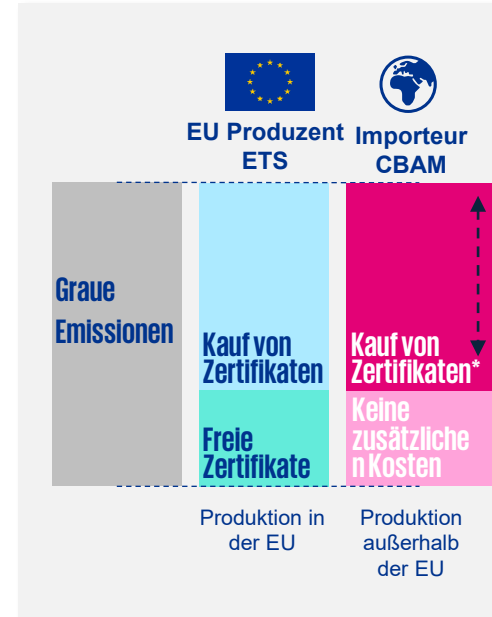 EU Produzent
ETS
Importeur
CBAM
Graue
Emissionen
Kauf von
Zertifikaten
Kauf von
Zertifikaten*
Freie
Zertifikate
Keine
zusätzliche
n Kosten
Produktion in
der EU
Produktion
außerhalb
der EU